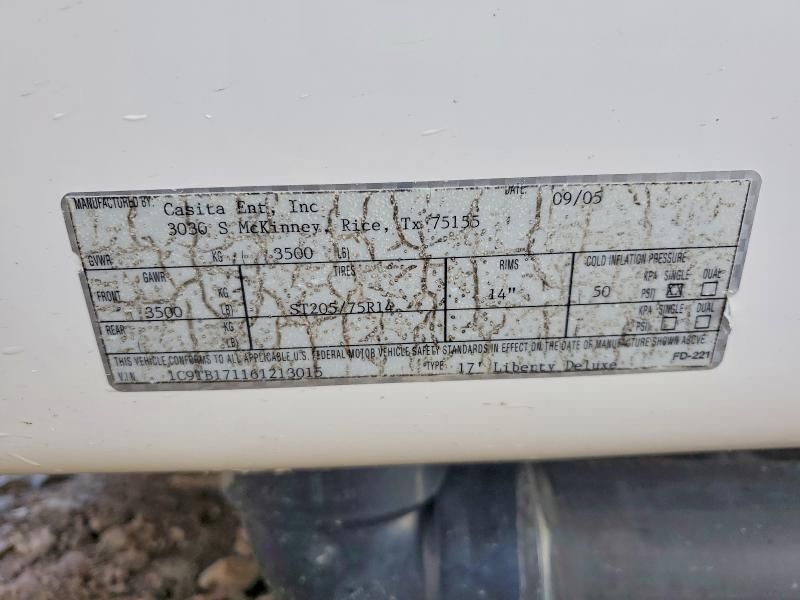 MANUFACTURED BY: Casita Ent, Inc. DATE: 09/05
3030 S McKinney, Rice, Tx 75155
GVWR KG ( 3500 LB)
GAWR TIRES RIMS COLD INFLATION PRESSURE
FRONT KG 50 KPA SINGLE DUAL
3500 LB) ST205/75R14 14" PSI) XX
REAR KG KPA SINGLE DUAL
LB) PSI)
THIS VEHICLE CONFORMS TO ALL APPLICABLE U.S. FEDERAL MOTOR VEHICLE SAFETY STANDARDS IN EFFECT ON THE DATE OF MANUFACTURE SHOWN ABOVE.
V.I.N. 1C9TB171161213015 TYPE: 17' Liberty Deluxe FD-221